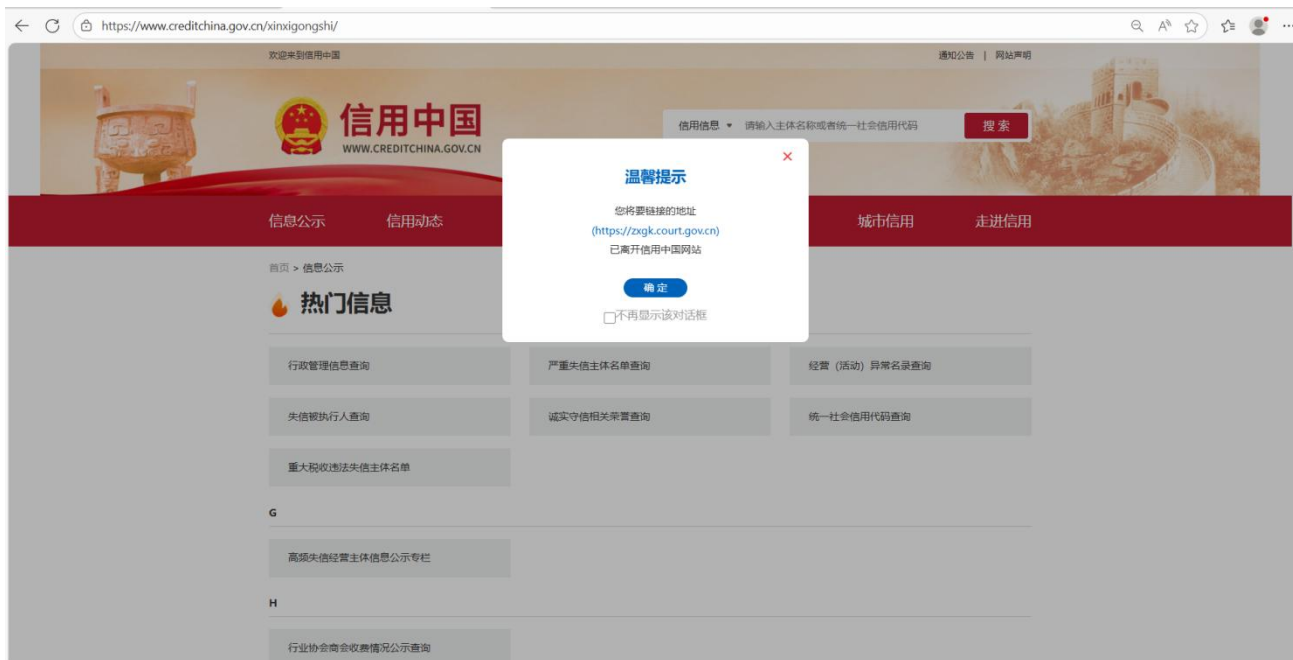 https://www.creditchina.gov.cn/xinxigongshi/
欢迎来到信用中国
通知公告 | 网站声明
信用中国
WWW.CREDITCHINA.GOV.CN
信用信息 请输入主体名称或者统一社会信用代码 搜索
温馨提示
您将要链接的地址
(https://zxgk.court.gov.cn)
已离开信用中国网站
确定
不再显示该对话框
信息公示 信用动态 城市信用 走进信用
首页 > 信息公示
热门信息
行政管理信息查询 严重失信主体名单查询 经营（活动）异常名录查询
失信被执行人查询 诚实守信相关荣誉查询 统一社会信用代码查询
重大税收违法失信主体名单
G
高频失信经营主体信息公示专栏
H
行业协会商会收费情况公示查询